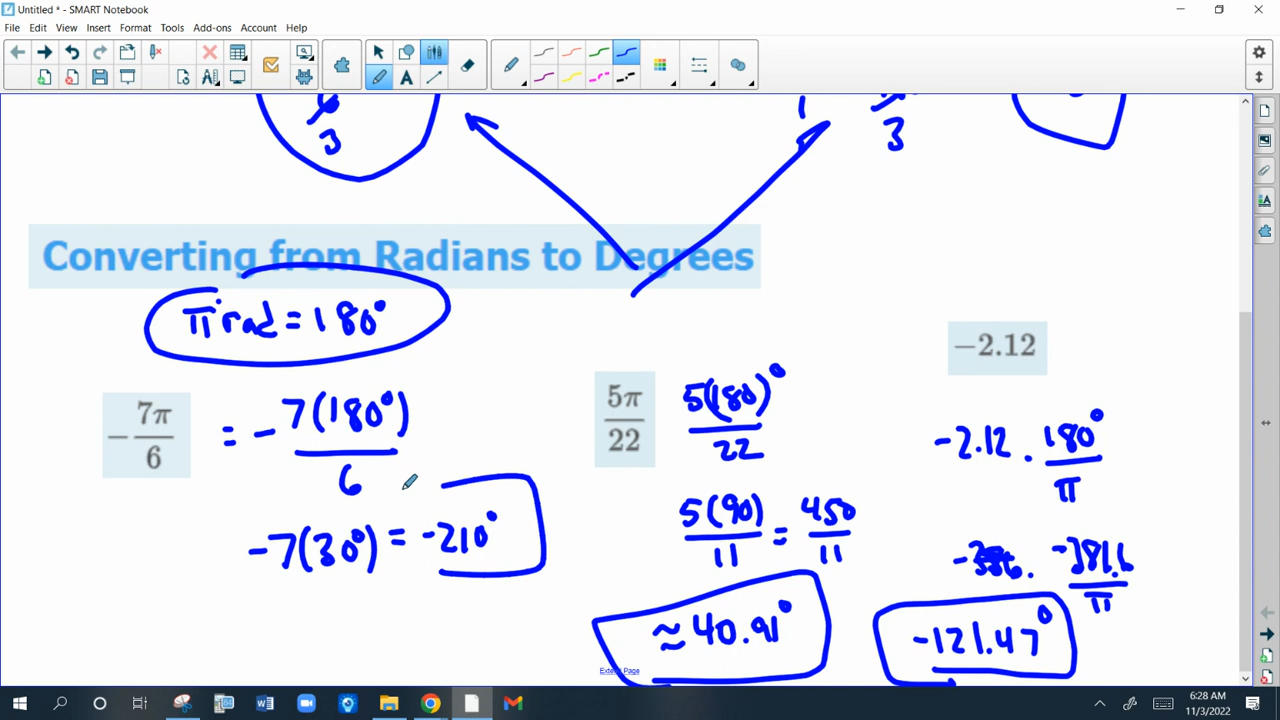 Untitled * - SMART Notebook
File Edit View Insert Format Tools Add-ons Account Help
3
1
3
Converting from Radians to Degrees
π rad = 180°
-2.12
-7π/6 = -7(180°)/6
5π/22 5(180)°/22
-2.12 · 180°/π
-7(30°) = -210°
5(90)/11 = 450/11
-381.6/π
≈ 40.91°
-121.47°
Extend Page
6:28 AM
11/3/2022